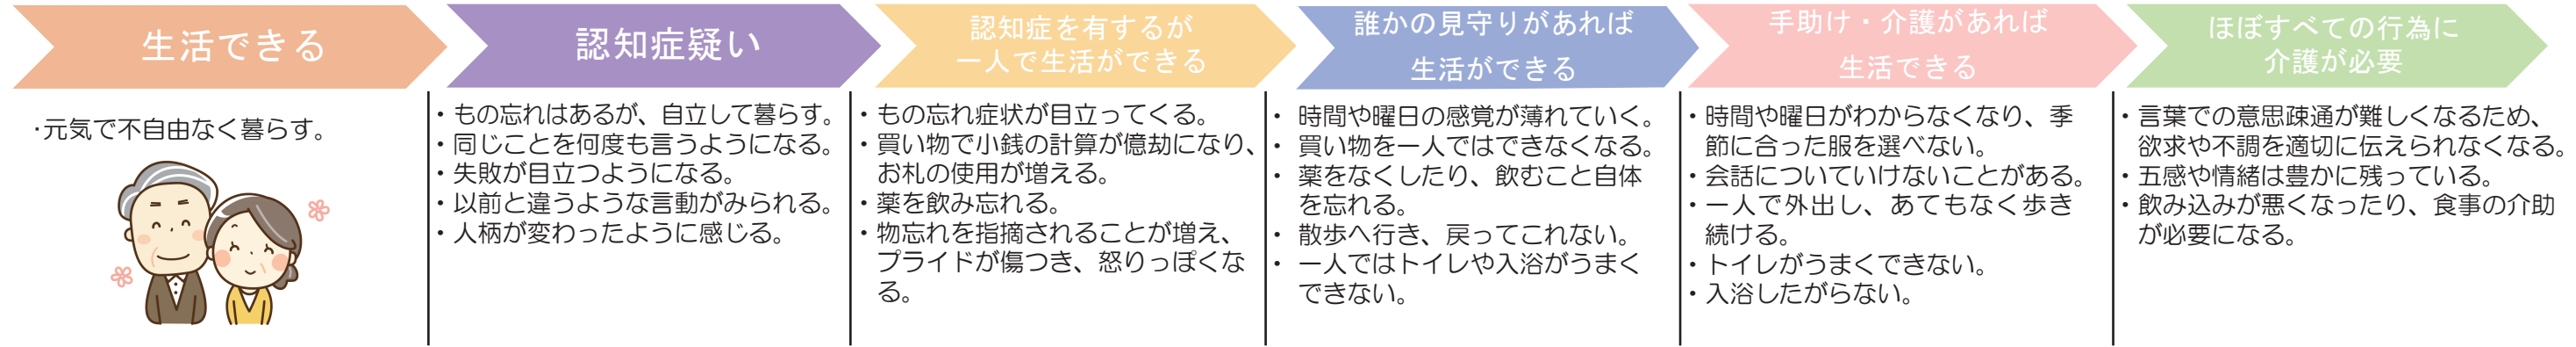 生活できる
認知症疑い
認知症を有するが
一人で生活ができる
誰かの見守りがあれば
生活ができる
手助け・介護があれば
生活できる
ほぼすべての行為に
介護が必要
・元気で不自由なく暮らす。
・もの忘れはあるが、自立して暮らす。
・同じことを何度も言うようになる。
・失敗が目立つようになる。
・以前と違うような言動がみられる。
・人柄が変わったように感じる。
・もの忘れ症状が目立ってくる。
・買い物で小銭の計算が億劫になり、
お札の使用が増える。
・薬を飲み忘れる。
・物忘れを指摘されることが増え、
プライドが傷つき、怒りっぽくな
る。
・時間や曜日の感覚が薄れていく。
・買い物を一人ではできなくなる。
・薬をなくしたり、飲むこと自体
を忘れる。
・散歩へ行き、戻ってこれない。
・一人ではトイレや入浴がうまく
できない。
・時間や曜日がわからなくなり、季
節に合った服を選べない。
・会話についていけないことがある。
・一人で外出し、あてもなく歩き
続ける。
・トイレがうまくできない。
・入浴したがらない。
・言葉での意思疎通が難しくなるため、
欲求や不調を適切に伝えられなくなる。
・五感や情緒は豊かに残っている。
・飲み込みが悪くなったり、食事の介助
が必要になる。